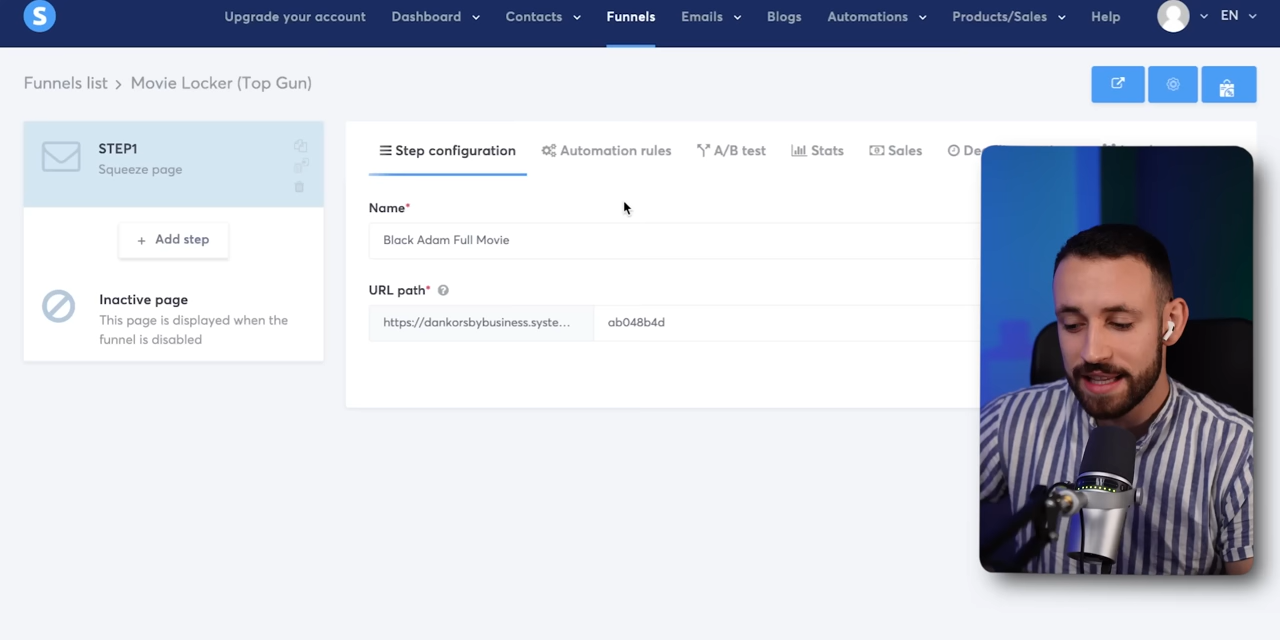 S Upgrade your account Dashboard Contacts Funnels Emails Blogs Automations Products/Sales Help EN
Funnels list > Movie Locker (Top Gun)
STEP1
Squeeze page
+ Add step
Inactive page
This page is displayed when the
funnel is disabled
Step configuration Automation rules A/B test Stats Sales
Name*
Black Adam Full Movie
URL path* ?
https://dankorsbybusiness.syste... ab048b4d